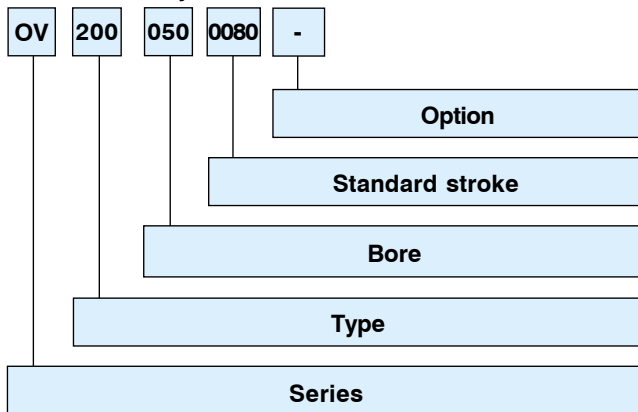 OV 200 050 0080 -
Option
Standard stroke
Bore
Type
Series